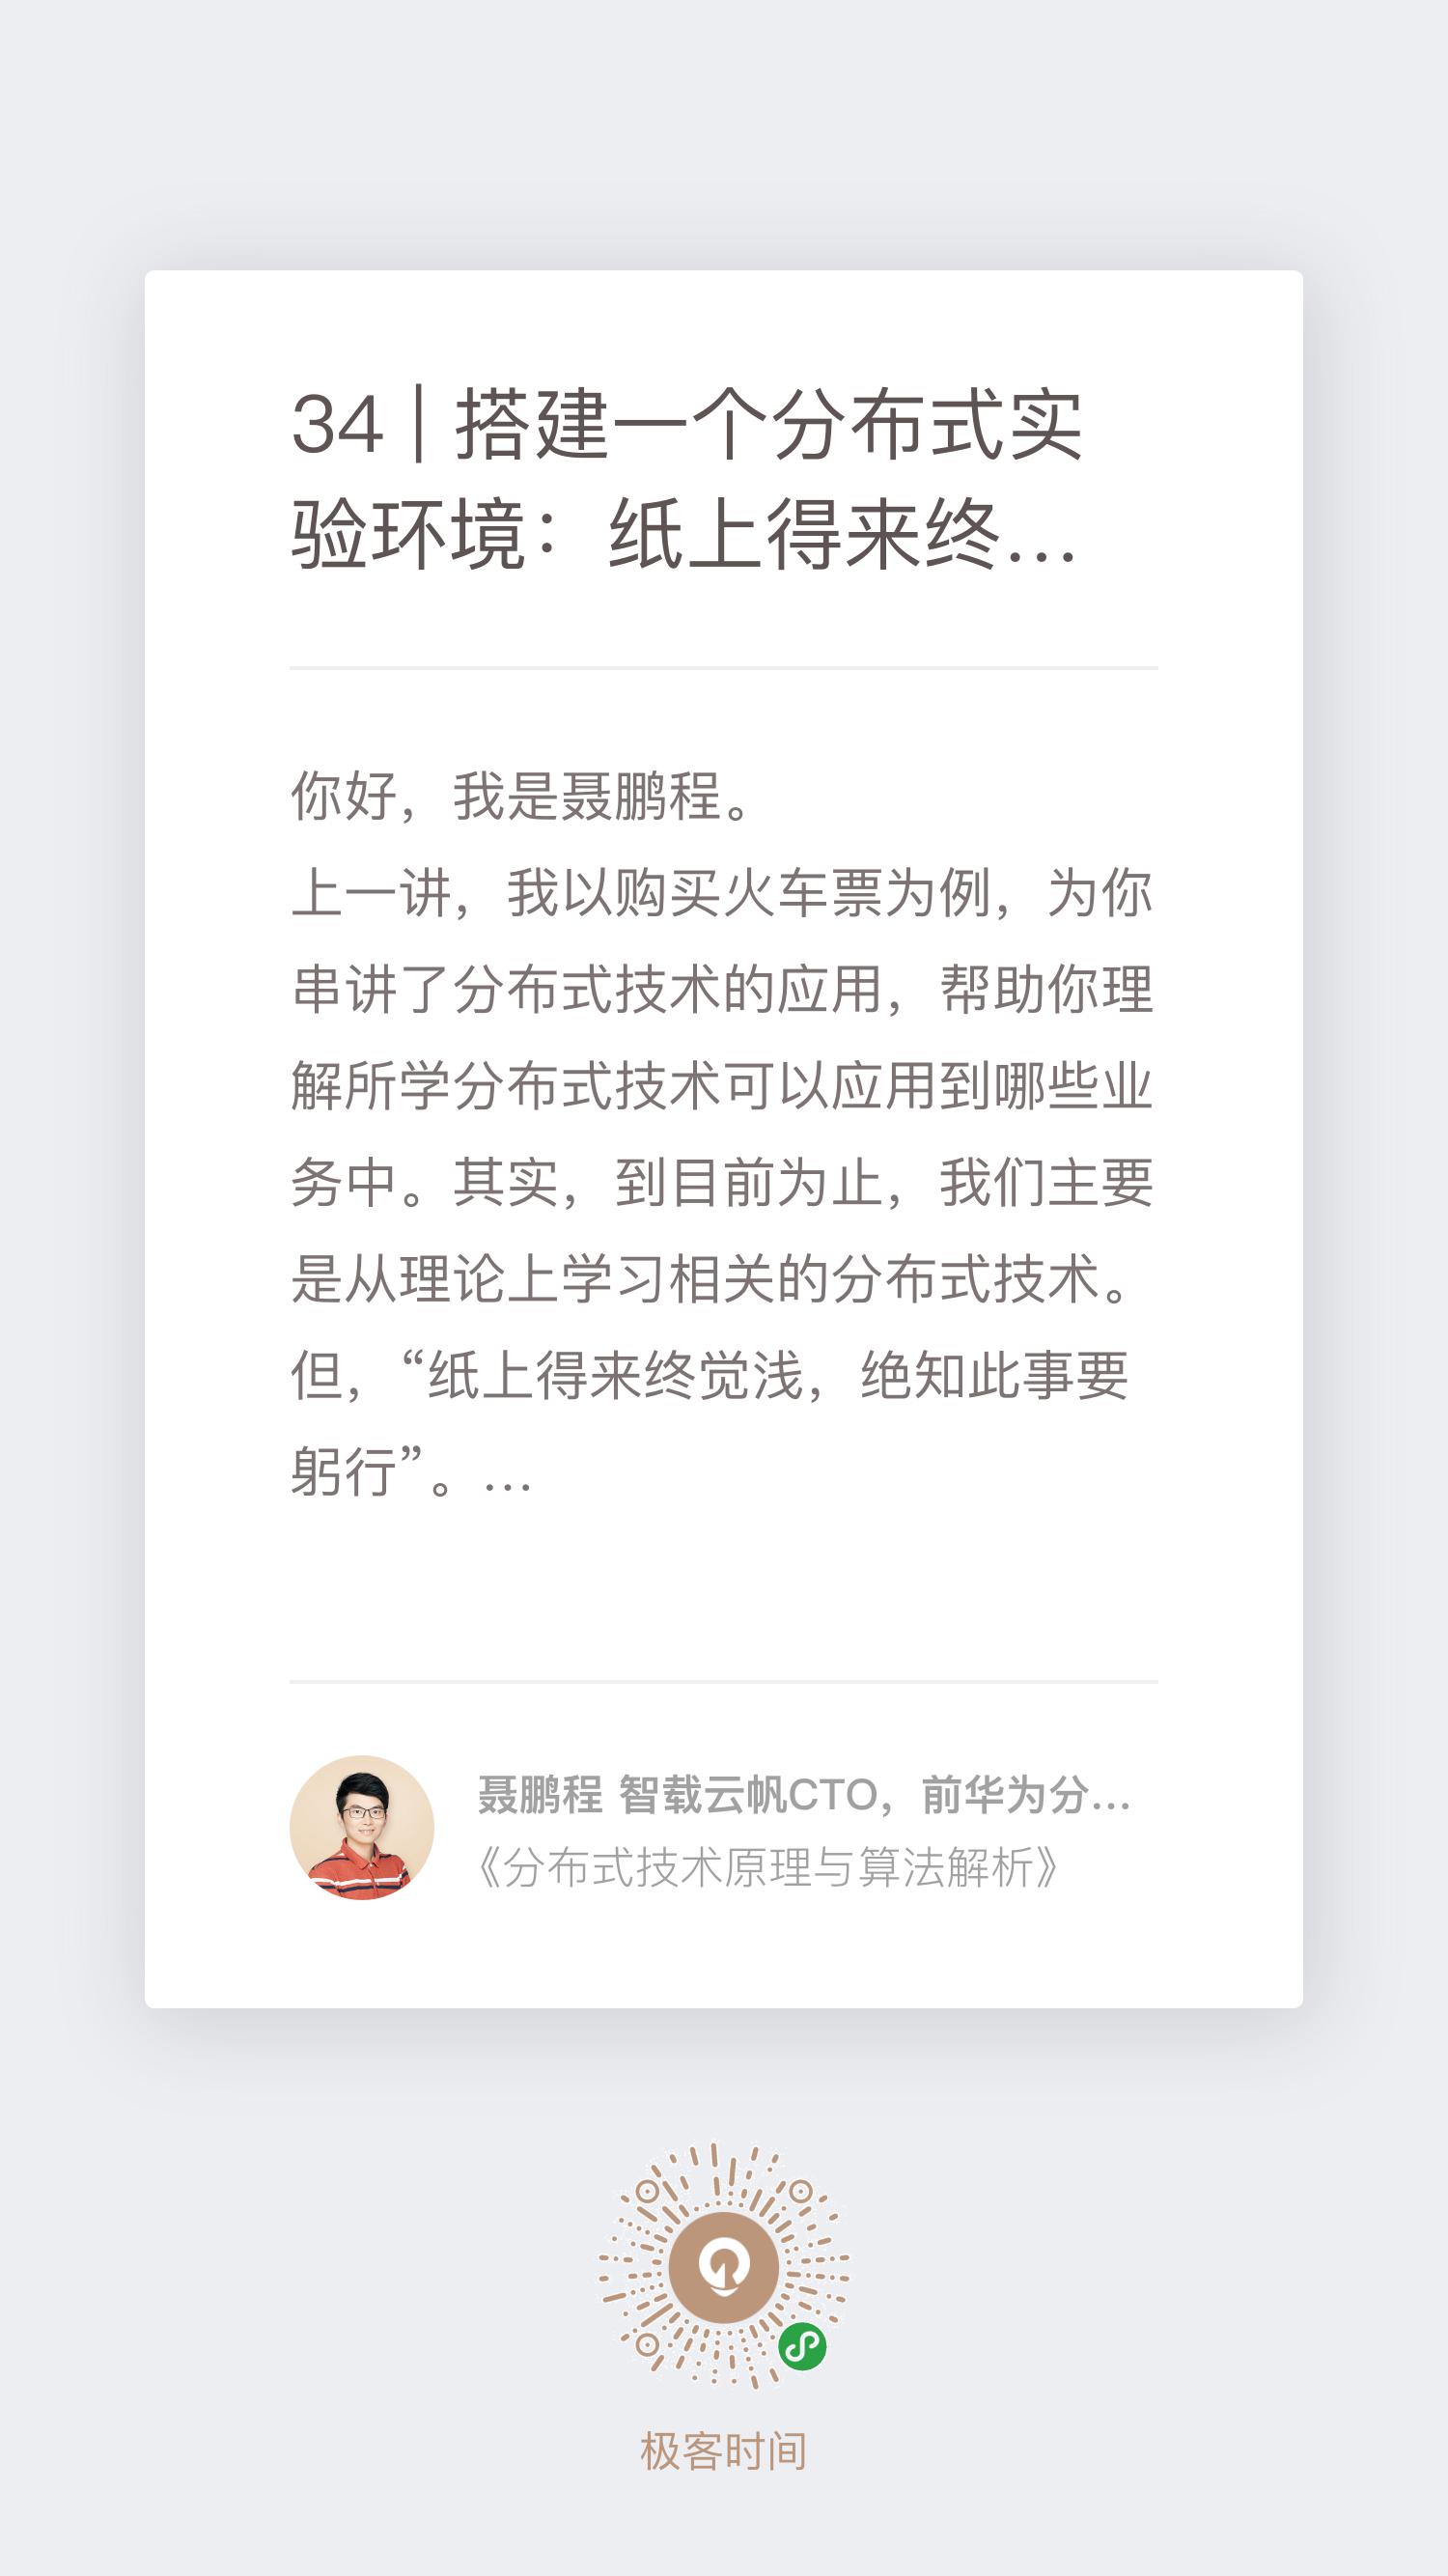 34 | 搭建一个分布式实
验环境：纸上得来终...
你好，我是聂鹏程。
上一讲，我以购买火车票为例，为你
串讲了分布式技术的应用，帮助你理
解所学分布式技术可以应用到哪些业
务中。其实，到目前为止，我们主要
是从理论上学习相关的分布式技术。
但，“纸上得来终觉浅，绝知此事要
躬行”。...
聂鹏程 智载云帆CTO，前华为分...
《分布式技术原理与算法解析》
极客时间